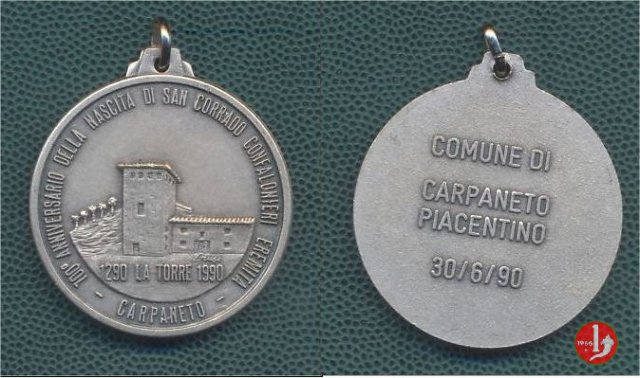 700° ANNIVERSARIO DELLA NASCITA DI SAN CORRADO CONFALONIERI EREMITA
1290 LA TORRE 1990
- CARPANETO -
COMUNE DI
CARPANETO
PIACENTINO
30/6/90
1966